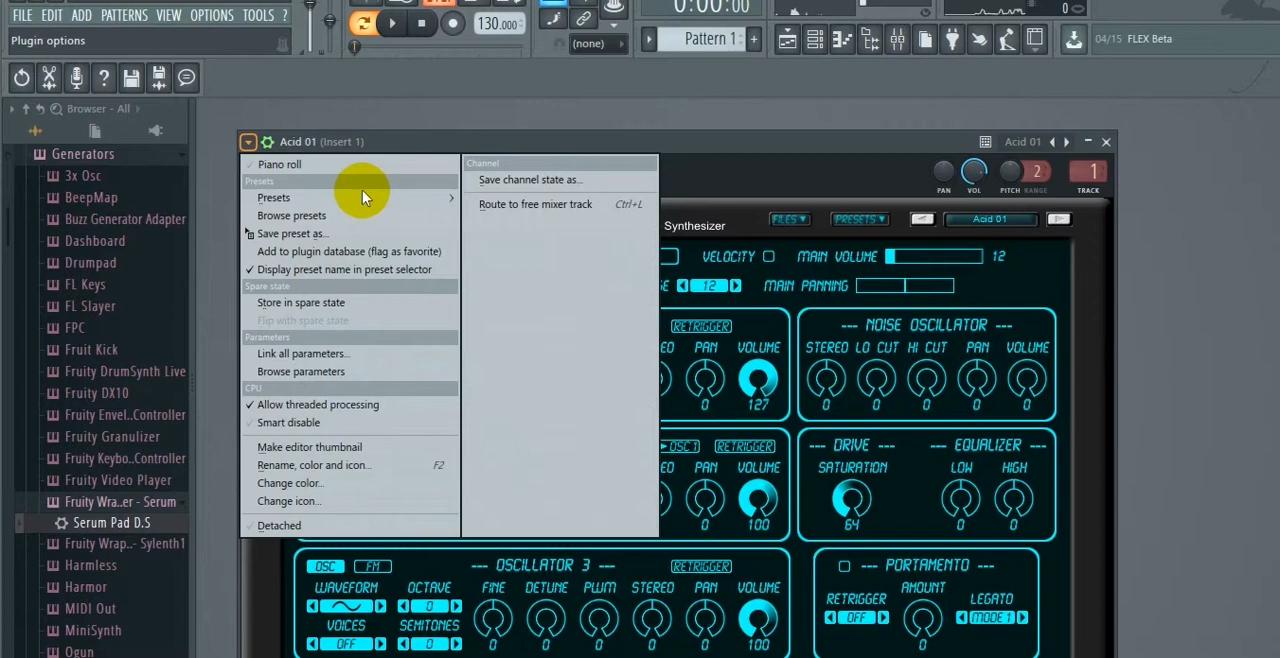 0:00:00
FILE EDIT ADD PATTERNS VIEW OPTIONS TOOLS ?
Plugin options
130.000
(none)
Pattern 1
0
04/15 FLEX Beta
Browser - All
Generators
3x Osc
BeepMap
Buzz Generator Adapter
Dashboard
Drumpad
FL Keys
FL Slayer
FPC
Fruit Kick
Fruity DrumSynth Live
Fruity DX10
Fruity Envel..Controller
Fruity Granulizer
Fruity Keybo..Controller
Fruity Video Player
Fruity Wra..er - Serum
Serum Pad D.S
Fruity Wrap..- Sylenth1
Harmless
Harmor
MIDI Out
MiniSynth
Ogun
Acid 01 (Insert 1)
Acid 01
Piano roll
Presets
Presets
Browse presets
Save preset as...
Add to plugin database (flag as favorite)
Display preset name in preset selector
Spare state
Store in spare state
Flip with spare state
Parameters
Link all parameters...
Browse parameters
CPU
Allow threaded processing
Smart disable
Make editor thumbnail
Rename, color and icon... F2
Change color...
Change icon...
Detached
Channel
Save channel state as...
Route to free mixer track Ctrl+L
PAN VOL PITCH RANGE 2 1 TRACK
Synthesizer FILES PRESETS Acid 01
VELOCITY MAIN VOLUME 12
12 MAIN PANNING
RETRIGGER
PAN VOLUME
0 127
--- NOISE OSCILLATOR ---
STEREO LO CUT HI CUT PAN VOLUME
0 0 0 0 0
OSC 1 RETRIGGER
PAN VOLUME
0 100
--- DRIVE --- --- EQUALIZER ---
SATURATION LOW HIGH
64 0 0
OSC FM --- OSCILLATOR 3 --- RETRIGGER
WAVEFORM OCTAVE FINE DETUNE PWM STEREO PAN VOLUME
0
VOICES SEMITONES
OFF 0 0 0 0 0 0 100
--- PORTAMENTO ---
RETRIGGER AMOUNT LEGATO
OFF MODE 1
0